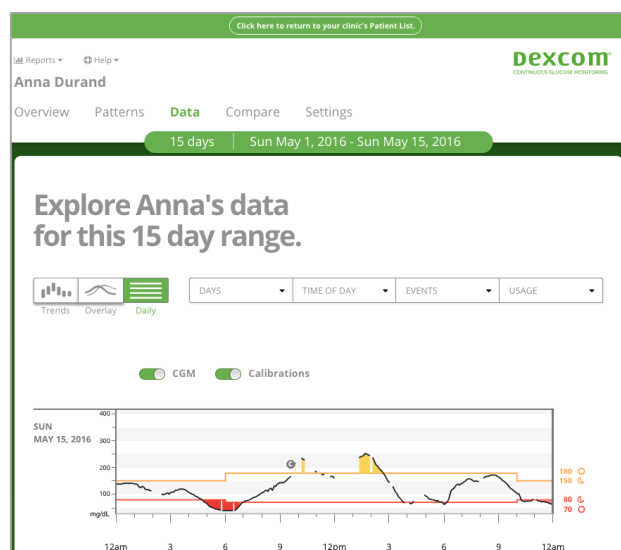 Click here to return to your clinic's Patient List.
Reports Help
Dexcom
CONTINUOUS GLUCOSE MONITORING
Anna Durand
Overview Patterns Data Compare Settings
15 days Sun May 1, 2016 - Sun May 15, 2016
Explore Anna's data
for this 15 day range.
DAYS TIME OF DAY EVENTS USAGE
Trends Overlay Daily
CGM Calibrations
SUN
MAY 15, 2016
400
300
200
100
mg/dL
C
180
150
80
70
12am 3 6 9 12pm 3 6 9 12am